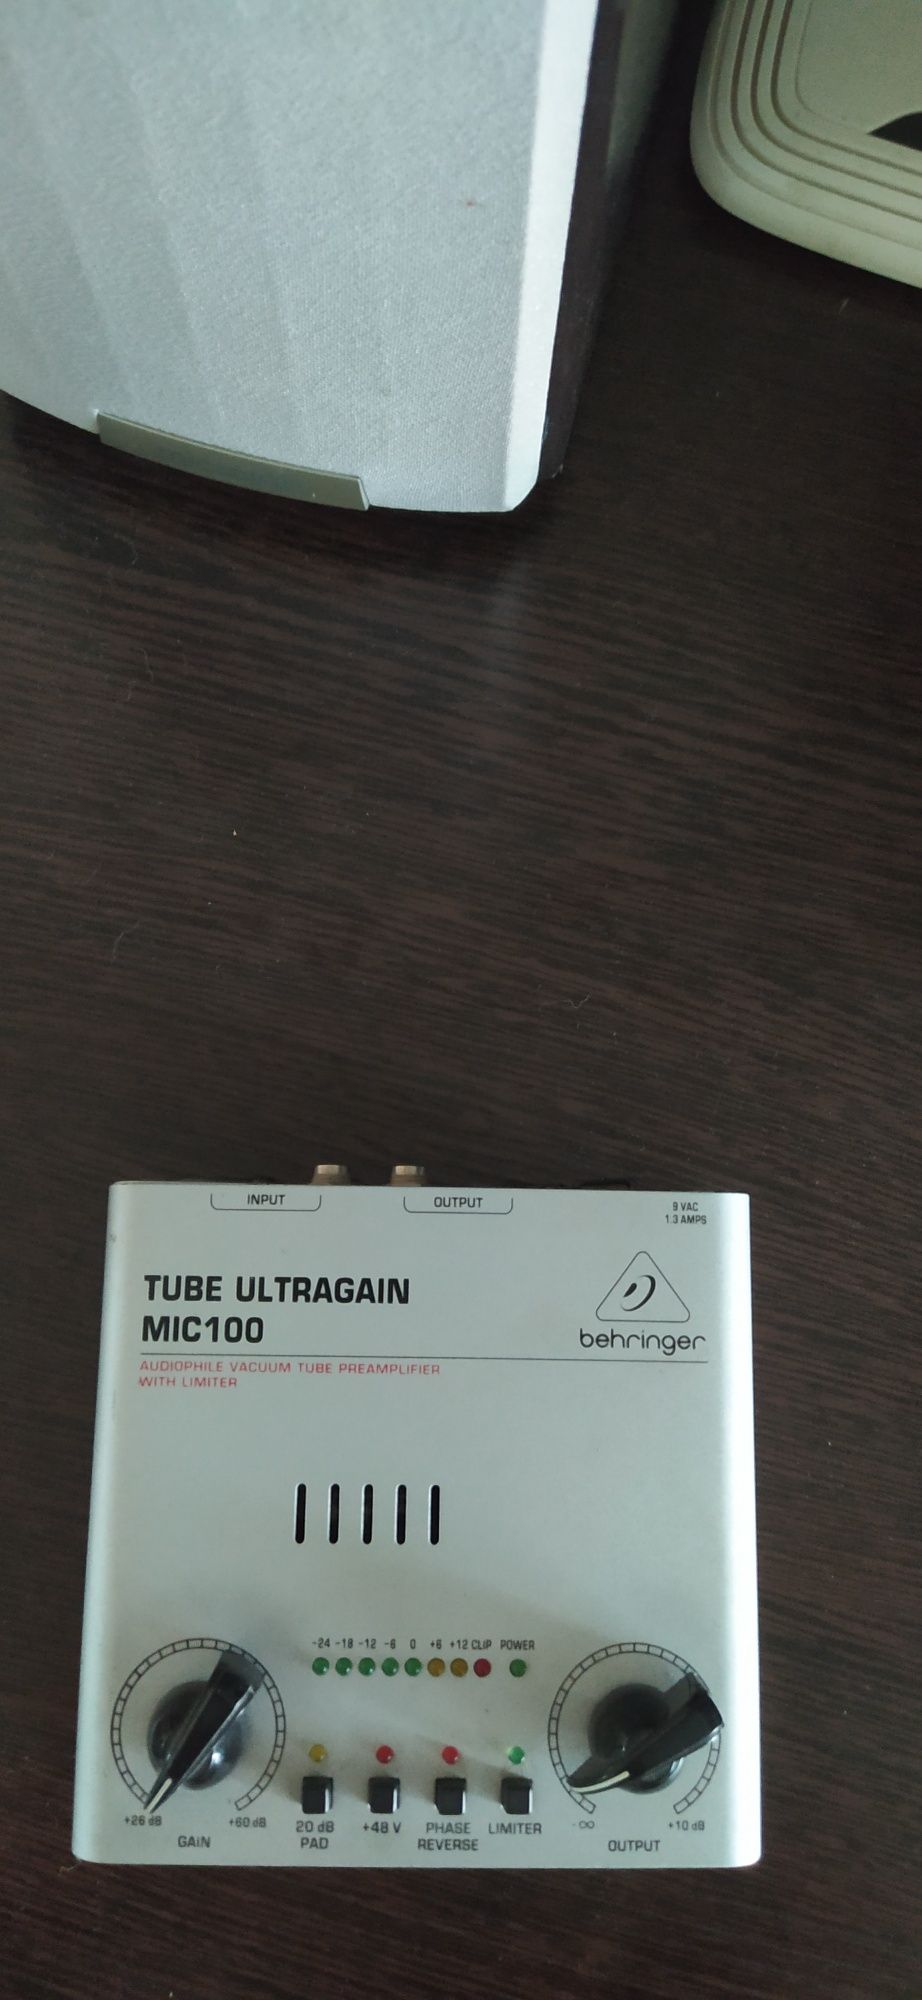 INPUT
OUTPUT
9 VAC
1.3 AMPS
TUBE ULTRAGAIN
MIC100
behringer
AUDIOPHILE VACUUM TUBE PREAMPLIFIER
WITH LIMITER
-24 -18 -12 -6 0 +6 +12 CLIP POWER
+26 dB
+60 dB
GAIN
20 dB
PAD
+48 V
PHASE
REVERSE
LIMITER
-∞
+10 dB
OUTPUT